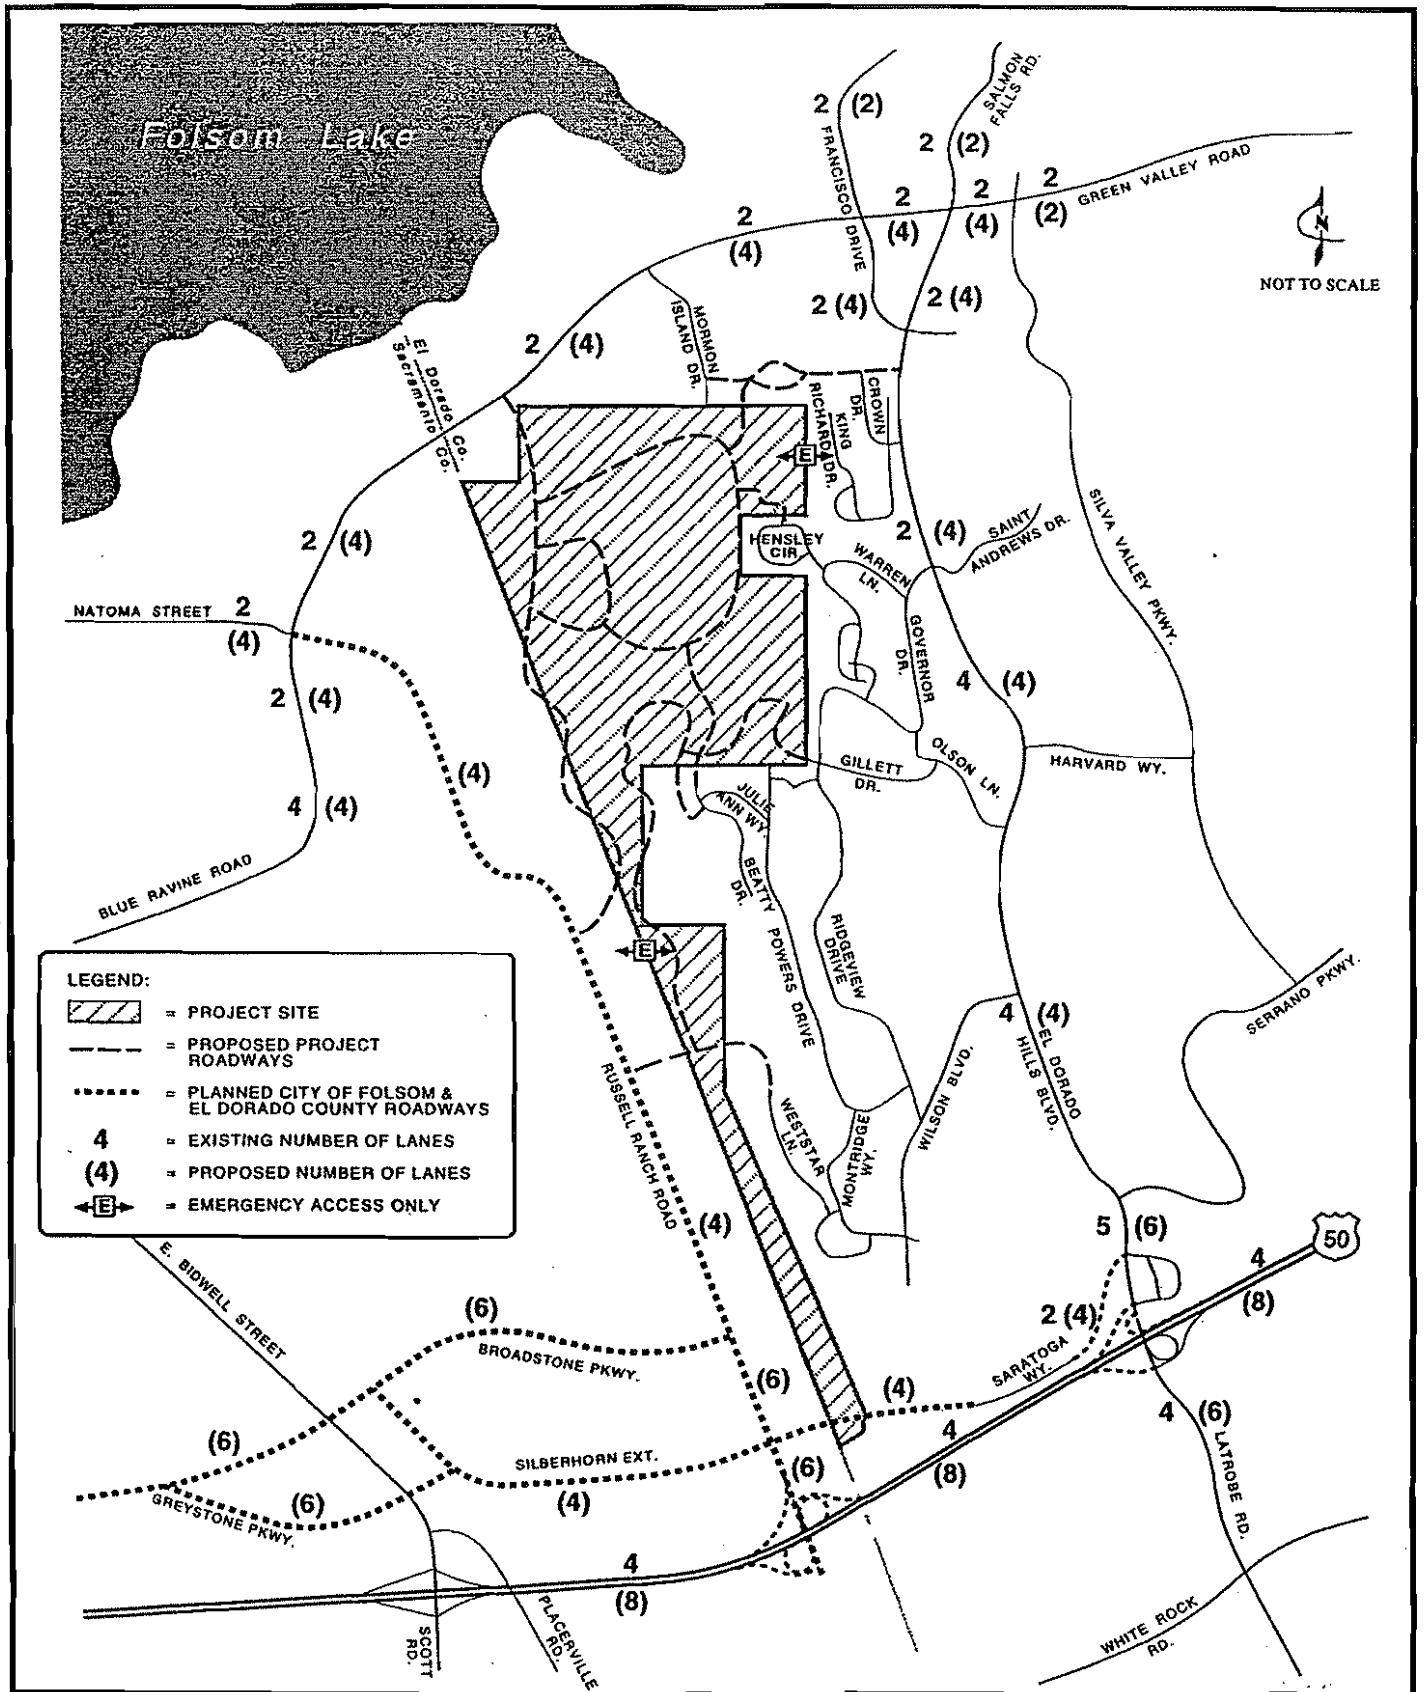 Folsom Lake
2 (2)
FRANCISCO DRIVE
SALMON
FALLS RD.
2 (2)
2
(4)
2
(4)
2
(4)
2
(2)
GREEN VALLEY ROAD
N
NOT TO SCALE
2 (4)
2 (4)
2 (4)
MORMON
ISLAND DR.
El Dorado Co.
Sacramento Co.
CROWN
DR.
KING
RICHARD DR.
E
HENSLEY
CIR
WARREN
LN.
2 (4)
SAINT
ANDREWS DR.
SILVA VALLEY PKWY.
2 (4)
NATOMA STREET
2
(4)
2 (4)
GOVERNOR
DR.
4 (4)
(4)
GILLETT
DR.
OLSON LN.
HARVARD WY.
4 (4)
JULIE
ANN WY.
BEATTY
DR.
POWERS DRIVE
RIDGEVIEW
DRIVE
BLUE RAVINE ROAD
E
LEGEND:
= PROJECT SITE
= PROPOSED PROJECT
ROADWAYS
= PLANNED CITY OF FOLSOM &
EL DORADO COUNTY ROADWAYS
4 = EXISTING NUMBER OF LANES
(4) = PROPOSED NUMBER OF LANES
E = EMERGENCY ACCESS ONLY
RUSSELL RANCH ROAD
4 (4)
EL DORADO
HILLS BLVD.
SERRANO PKWY.
WILSON BLVD.
WESTSTAR
LN.
MONTRIDGE
WY.
(4)
5 (6)
50
4
(8)
E. BIDWELL STREET
(6)
BROADSTONE PKWY.
2 (4)
SARATOGA
WY.
(6)
(4)
4
(8)
4 (6)
LATROBE RD.
(6)
SILBERHORN EXT.
(4)
(6)
GREYSTONE PKWY.
(6)
4
(8)
SCOTT
RD.
PLACERVILLE
RD.
WHITE ROCK
RD.